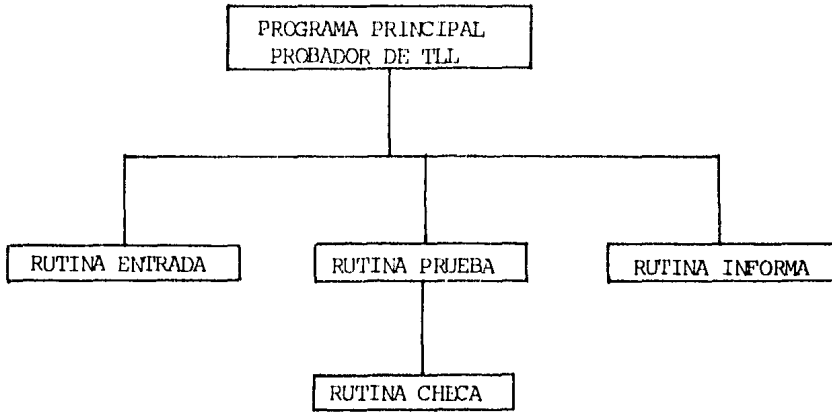 PROGRAMA PRINCIPAL
PROBADOR DE TLL
RUTINA ENTRADA
RUTINA PRUEBA
RUTINA INFORMA
RUTINA CHECA